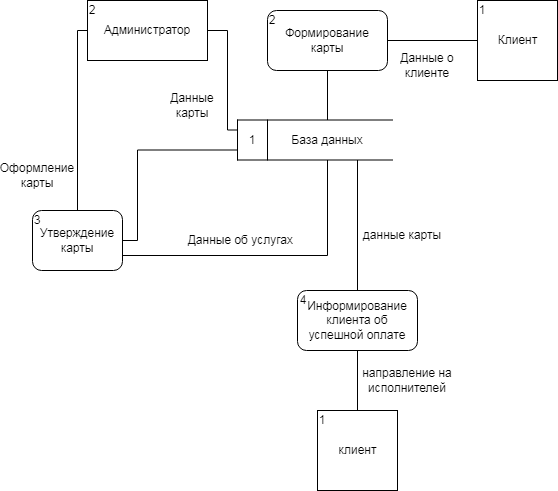 2
Администратор
2
Формирование
карты
1
Клиент
Данные о
клиенте
Данные
карты
1
База данных
Оформление
карты
3
Утверждение
карты
Данные об услугах
данные карты
4
Информирование
клиента об
успешной оплате
направление на
исполнителей
1
клиент